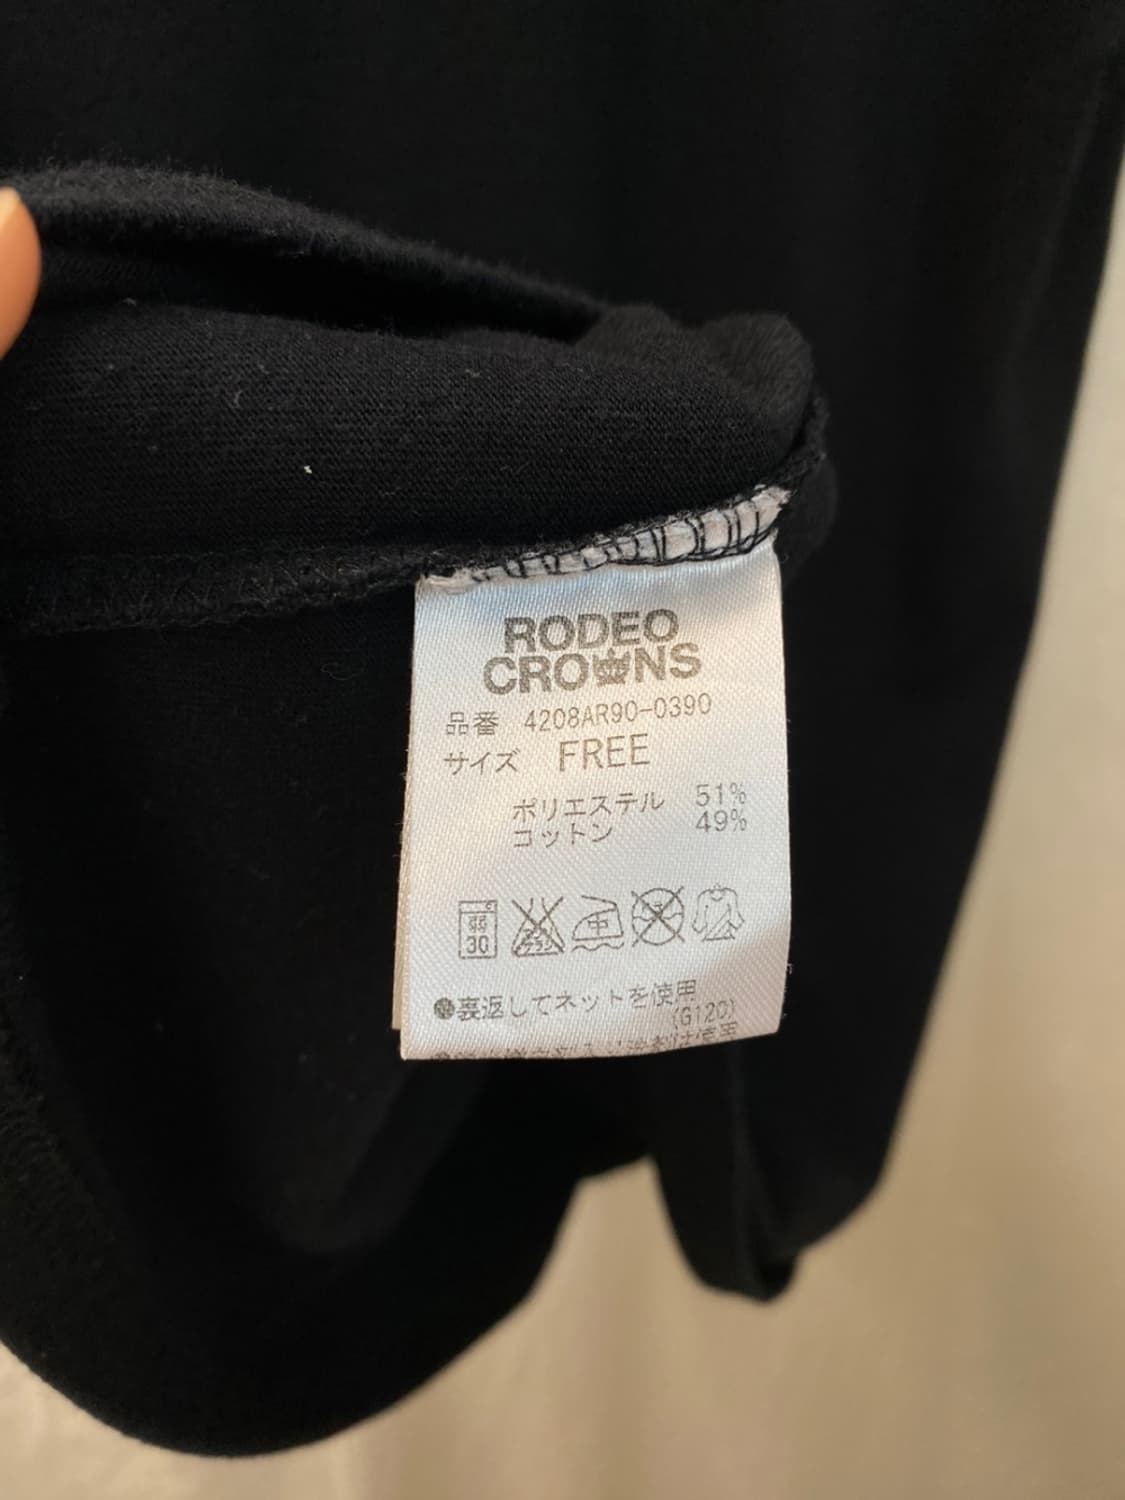 RODEO
CROWNS
品番 4208AR90-0390
サイズ FREE
ポリエステル 51%
コットン 49%
弱
30
中
●裏返してネットを使用
(G120)